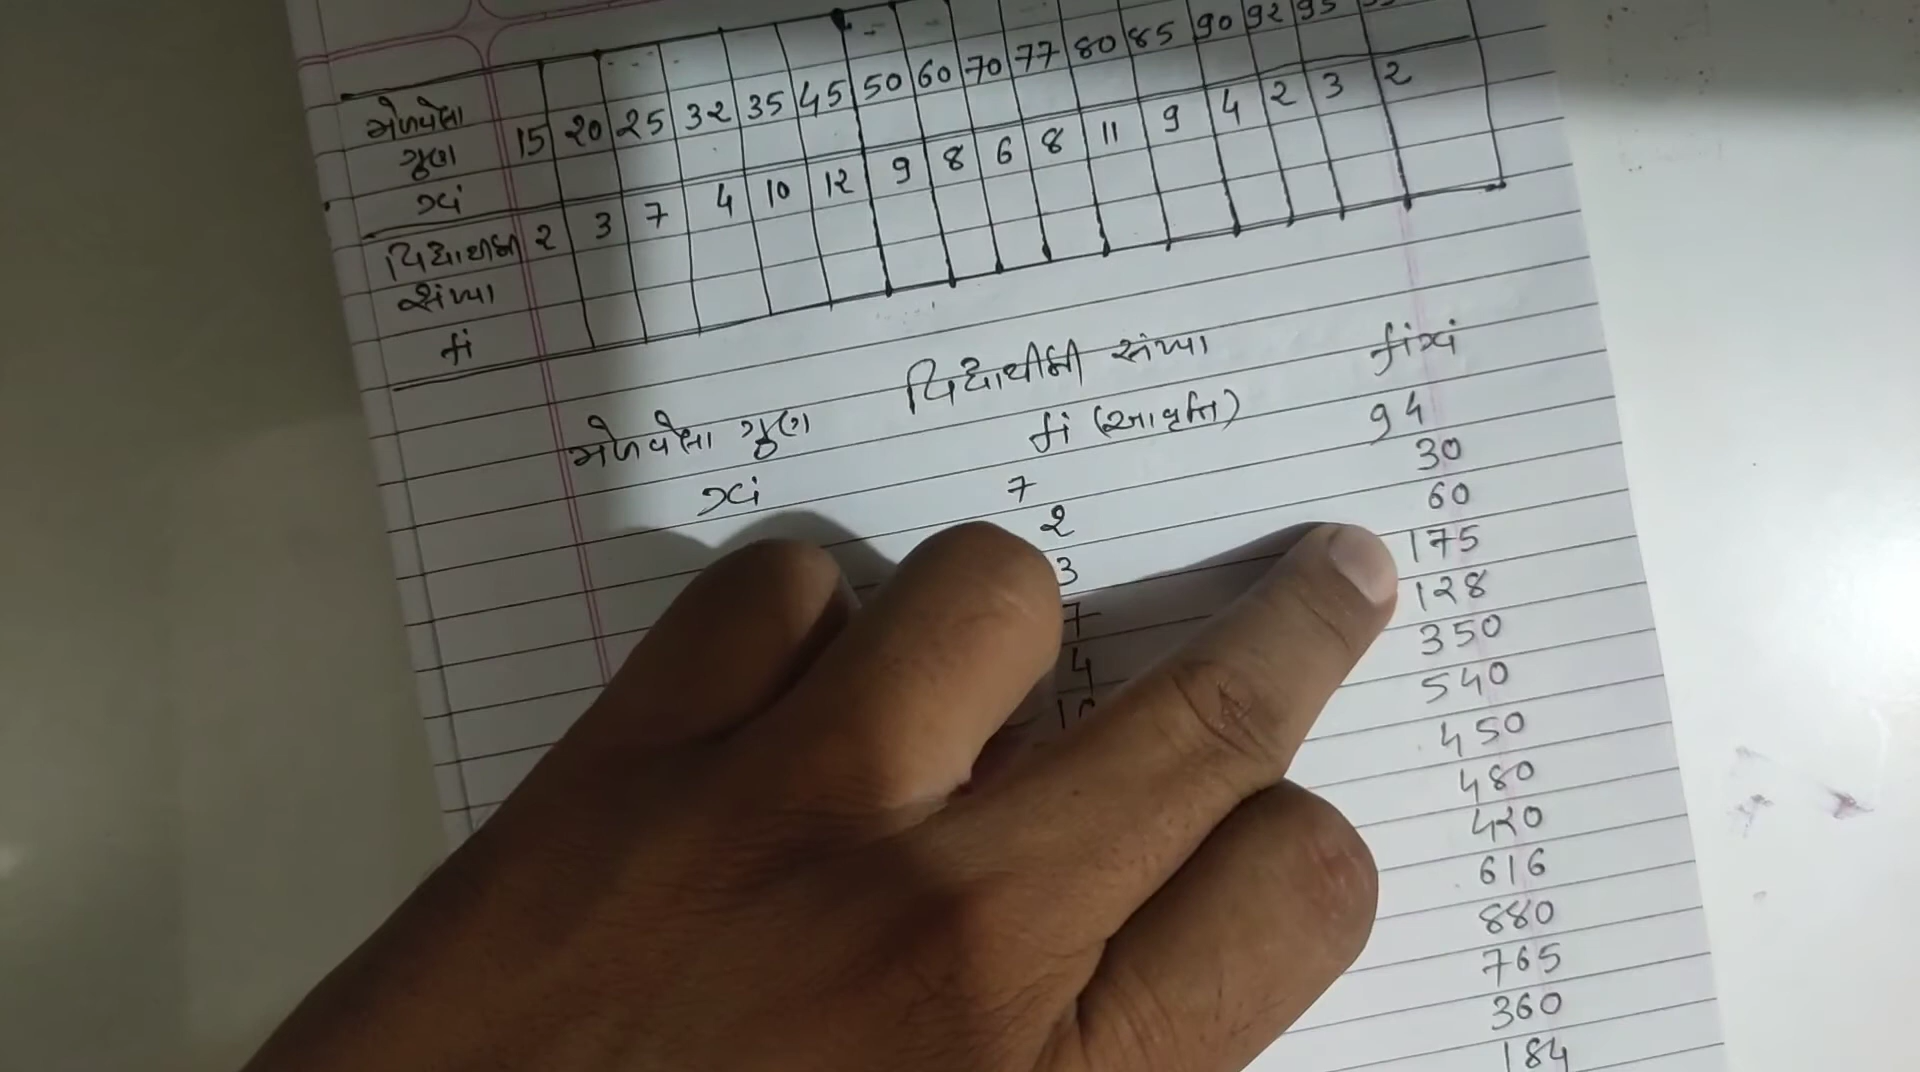 મેળવેલા 15 20 25 32 35 45 50 60 70 77 80 85 90 92 95
ગુણ
xi
વિદ્યાર્થીની 2 3 7 4 10 12 9 8 6 8 11 9 4 2 3 2
સંખ્યા
fi
મેળવેલા ગુણ વિદ્યાર્થીની સંખ્યા fixi
xi fi (આવૃત્તિ) 94
7 30
2 60
3 175
7 128
4 350
10 540
450
480
420
616
880
765
360
184